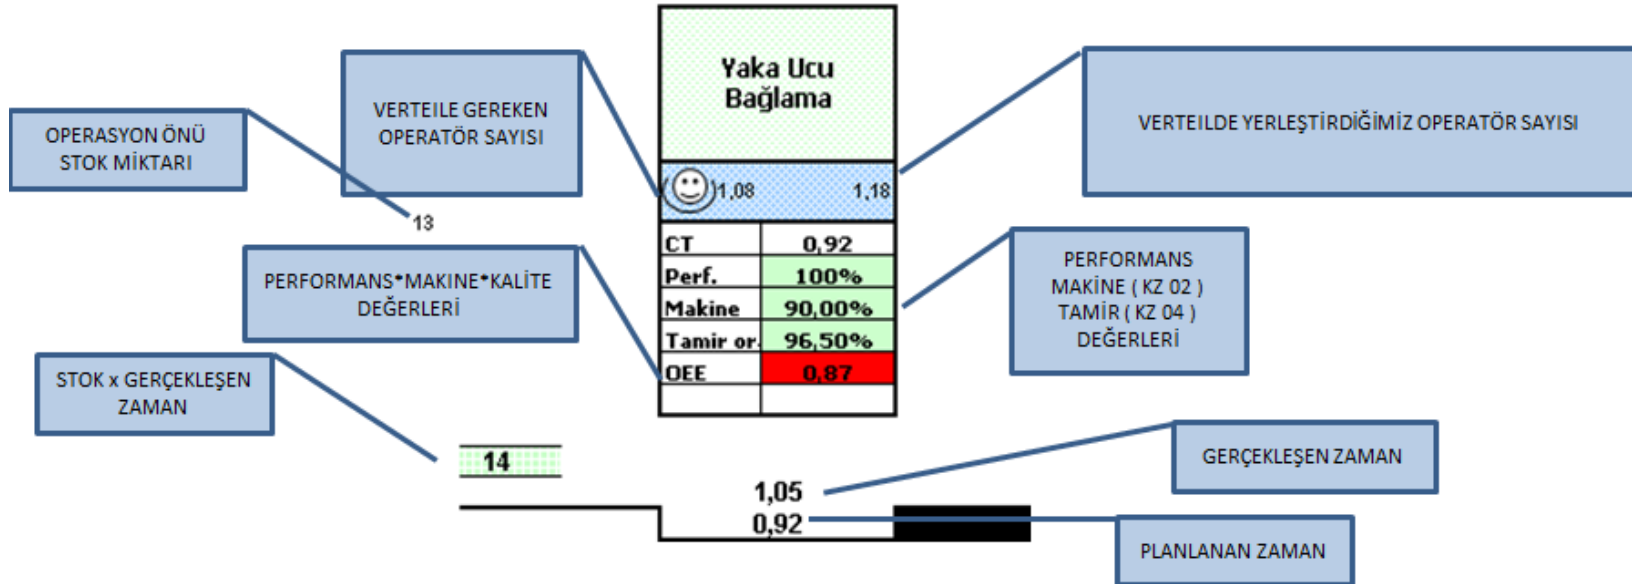 Yaka Ucu
Bağlama
VERTEILE GEREKEN
OPERATÖR SAYISI
VERTEILDE YERLEŞTİRDİĞİMİZ OPERATÖR SAYISI
OPERASYON ÖNÜ
STOK MİKTARI
1,08 1,18
13
CT 0,92
Perf. 100%
Makine 90,00%
Tamir or. 96,50%
OEE 0,87
PERFORMANS*MAKINE*KALİTE
DEĞERLERİ
PERFORMANS
MAKİNE ( KZ 02 )
TAMİR ( KZ 04 )
DEĞERLERİ
STOK x GERÇEKLEŞEN
ZAMAN
14
GERÇEKLEŞEN ZAMAN
1,05
0,92
PLANLANAN ZAMAN